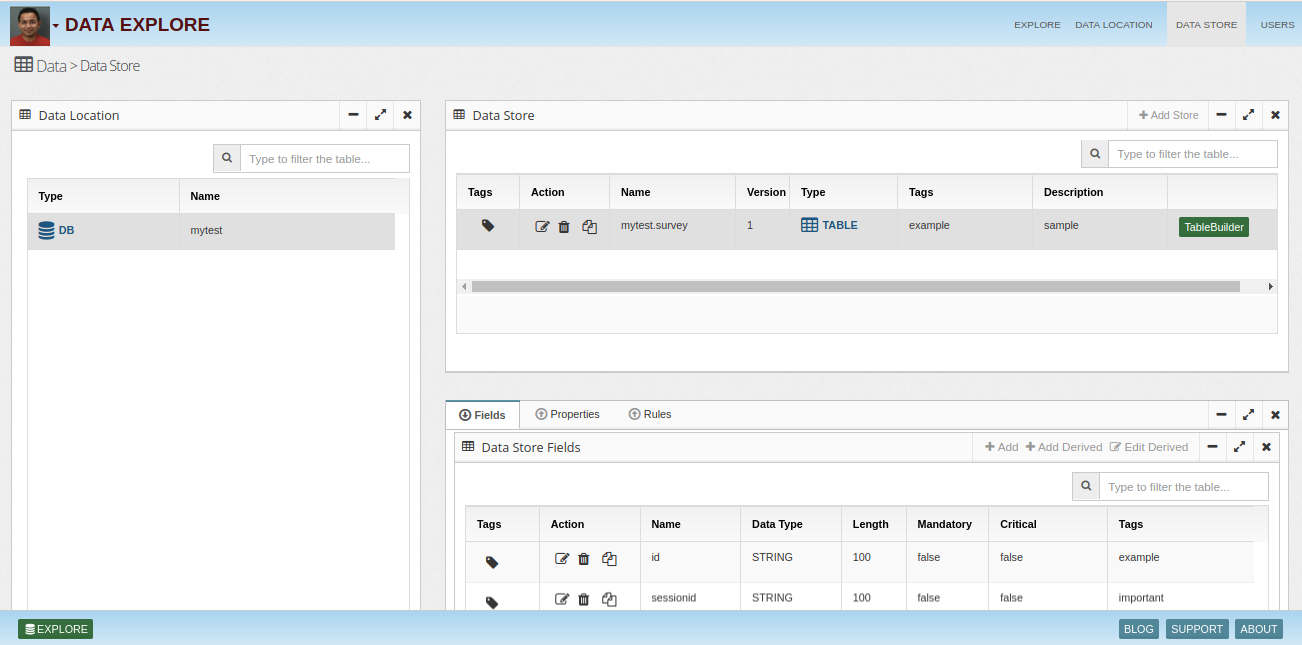 DATA EXPLORE
EXPLORE DATA LOCATION DATA STORE USERS
Data > Data Store
Data Location
Type to filter the table...
Type Name
DB mytest
Data Store
Add Store
Type to filter the table...
Tags Action Name Version Type Tags Description
mytest.survey 1 TABLE example sample TableBuilder
Fields Properties Rules
Data Store Fields
Add Add Derived Edit Derived
Type to filter the table...
Tags Action Name Data Type Length Mandatory Critical Tags
id STRING 100 false false example
sessionid STRING 100 false false important
EXPLORE
BLOG SUPPORT ABOUT